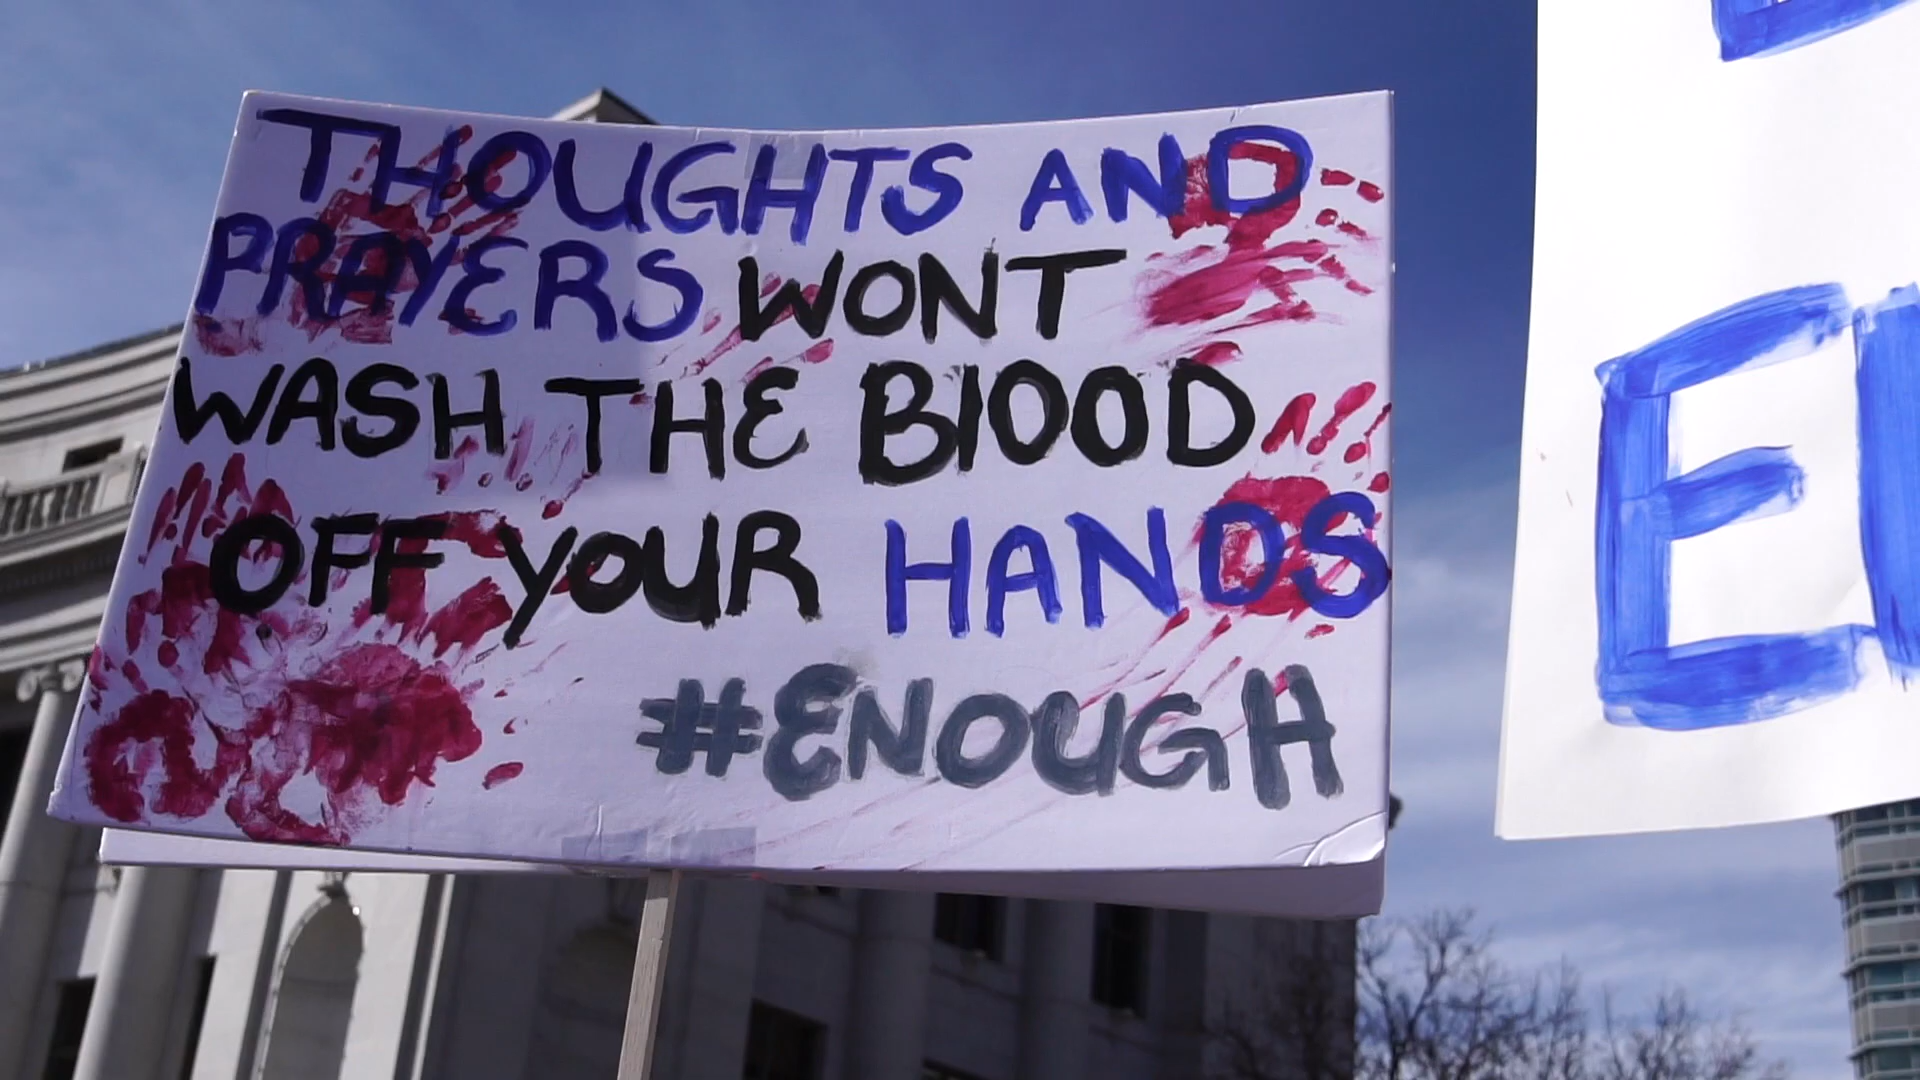 THOUGHTS AND
PRAYERS WONT
WASH THE BlOOD
OFF YOUR HANDS
#ENOUGH